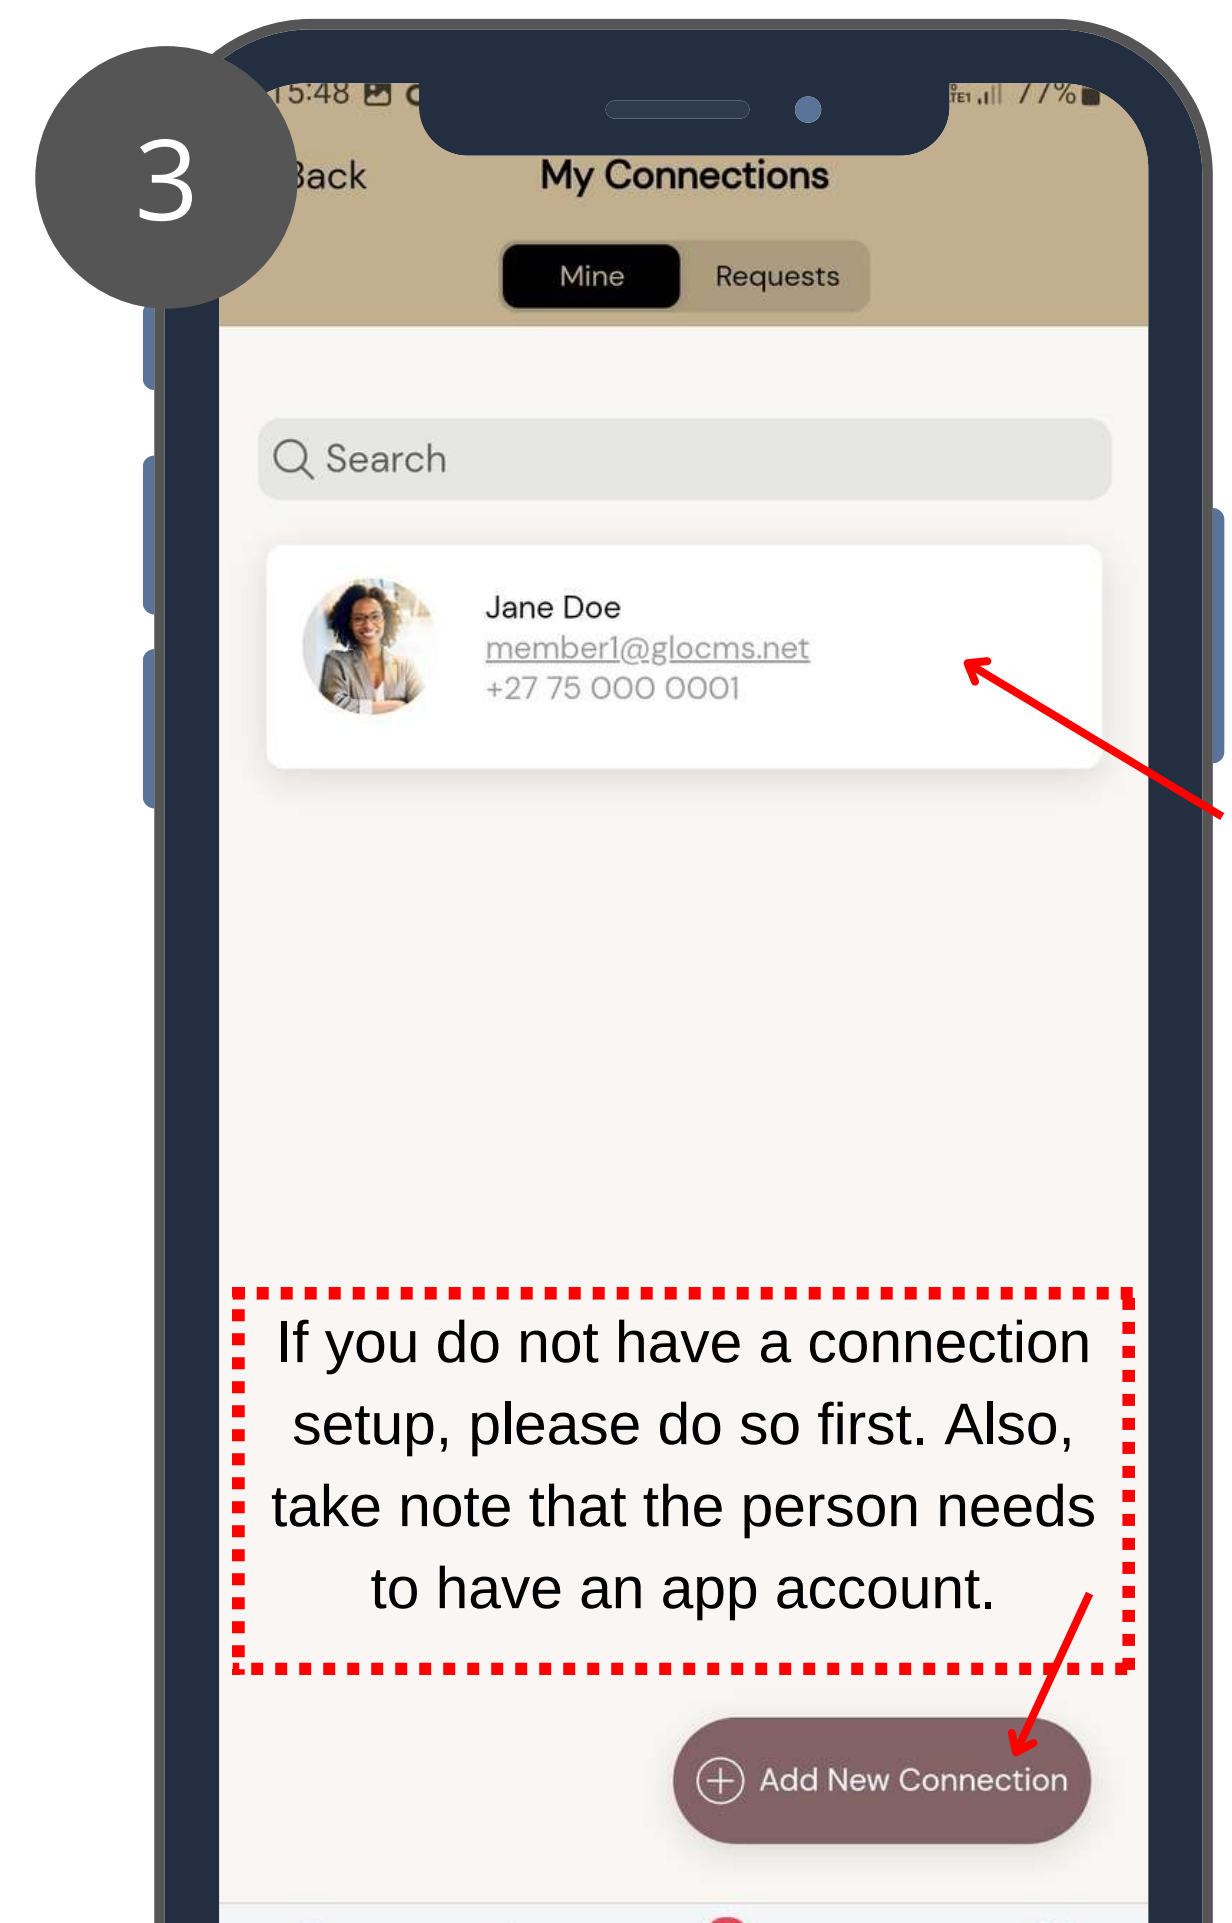 3
15:48
77%
Back
My Connections
Mine
Requests
Search
Jane Doe
member1@glocms.net
+27 75 000 0001
If you do not have a connection
setup, please do so first. Also,
take note that the person needs
to have an app account.
Add New Connection